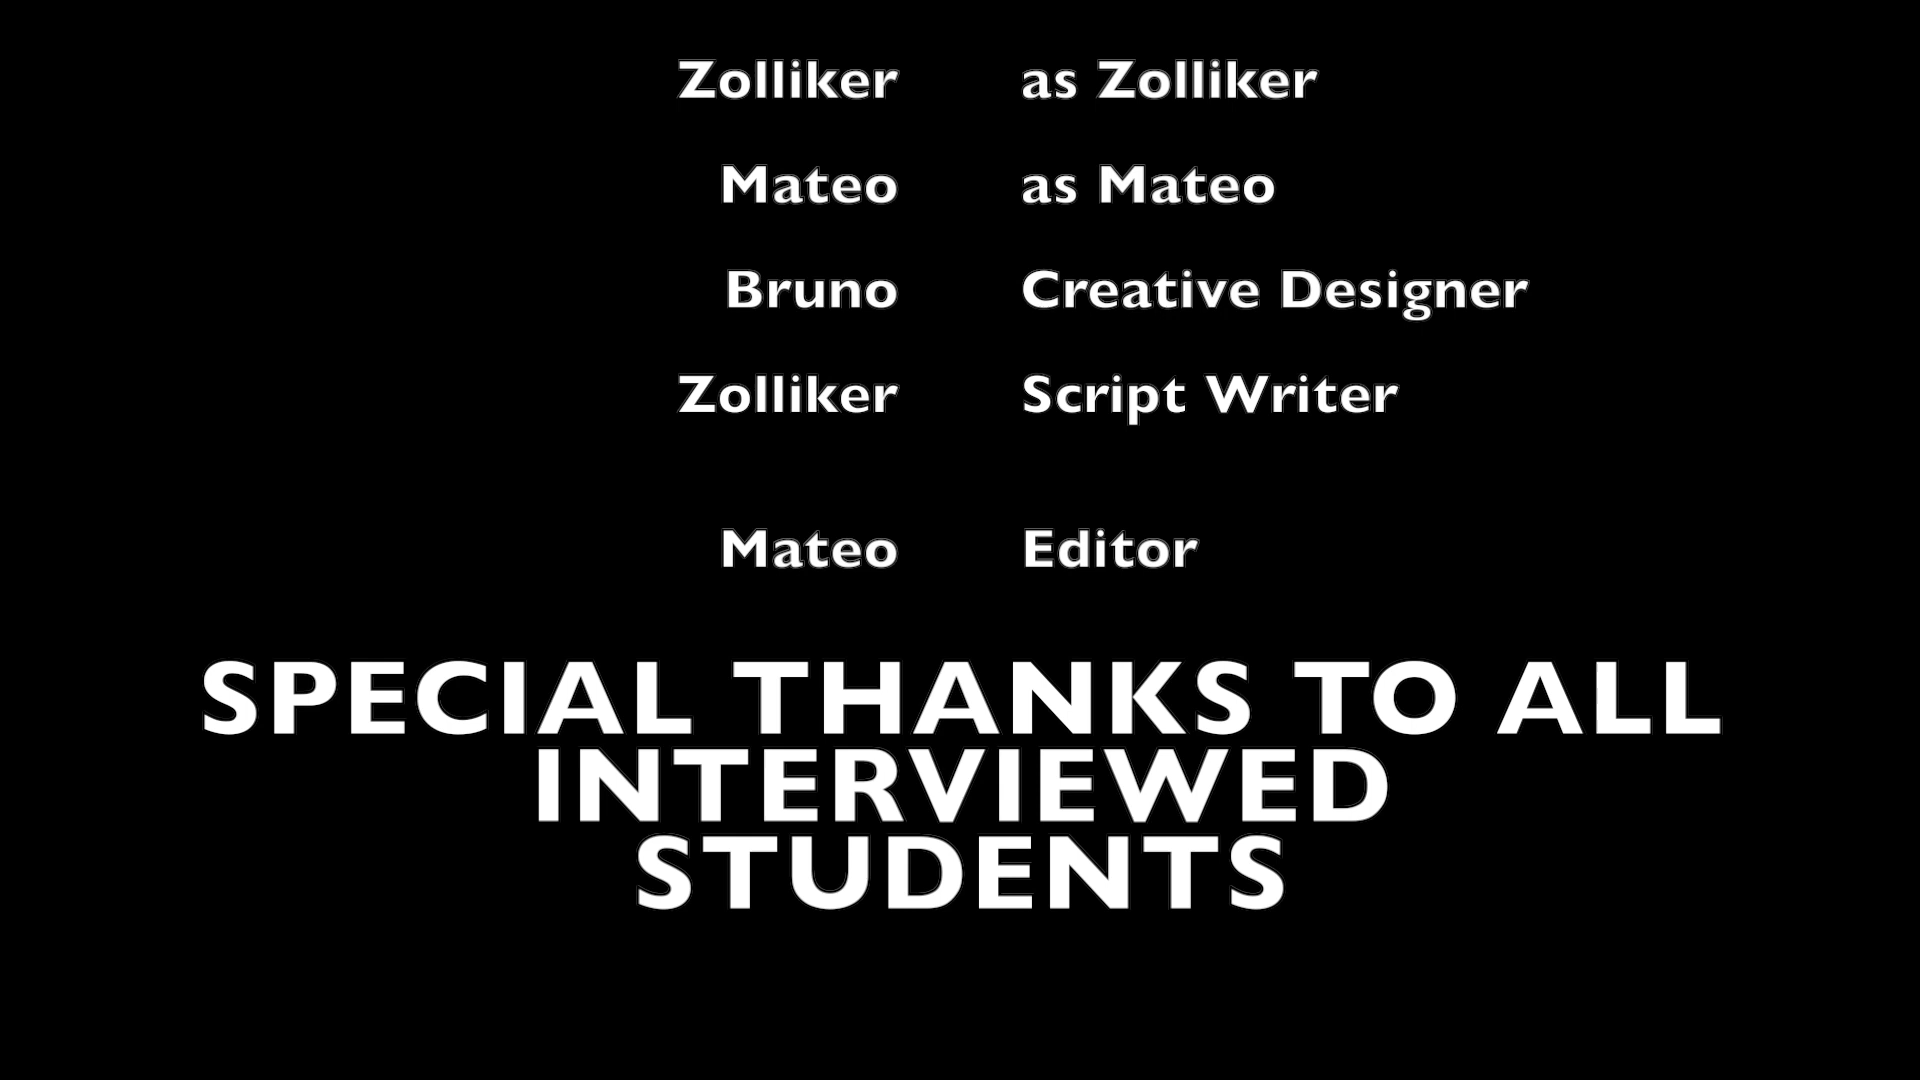 Zolliker as Zolliker
Mateo as Mateo
Bruno Creative Designer
Zolliker Script Writer
Mateo Editor
SPECIAL THANKS TO ALL
INTERVIEWED
STUDENTS